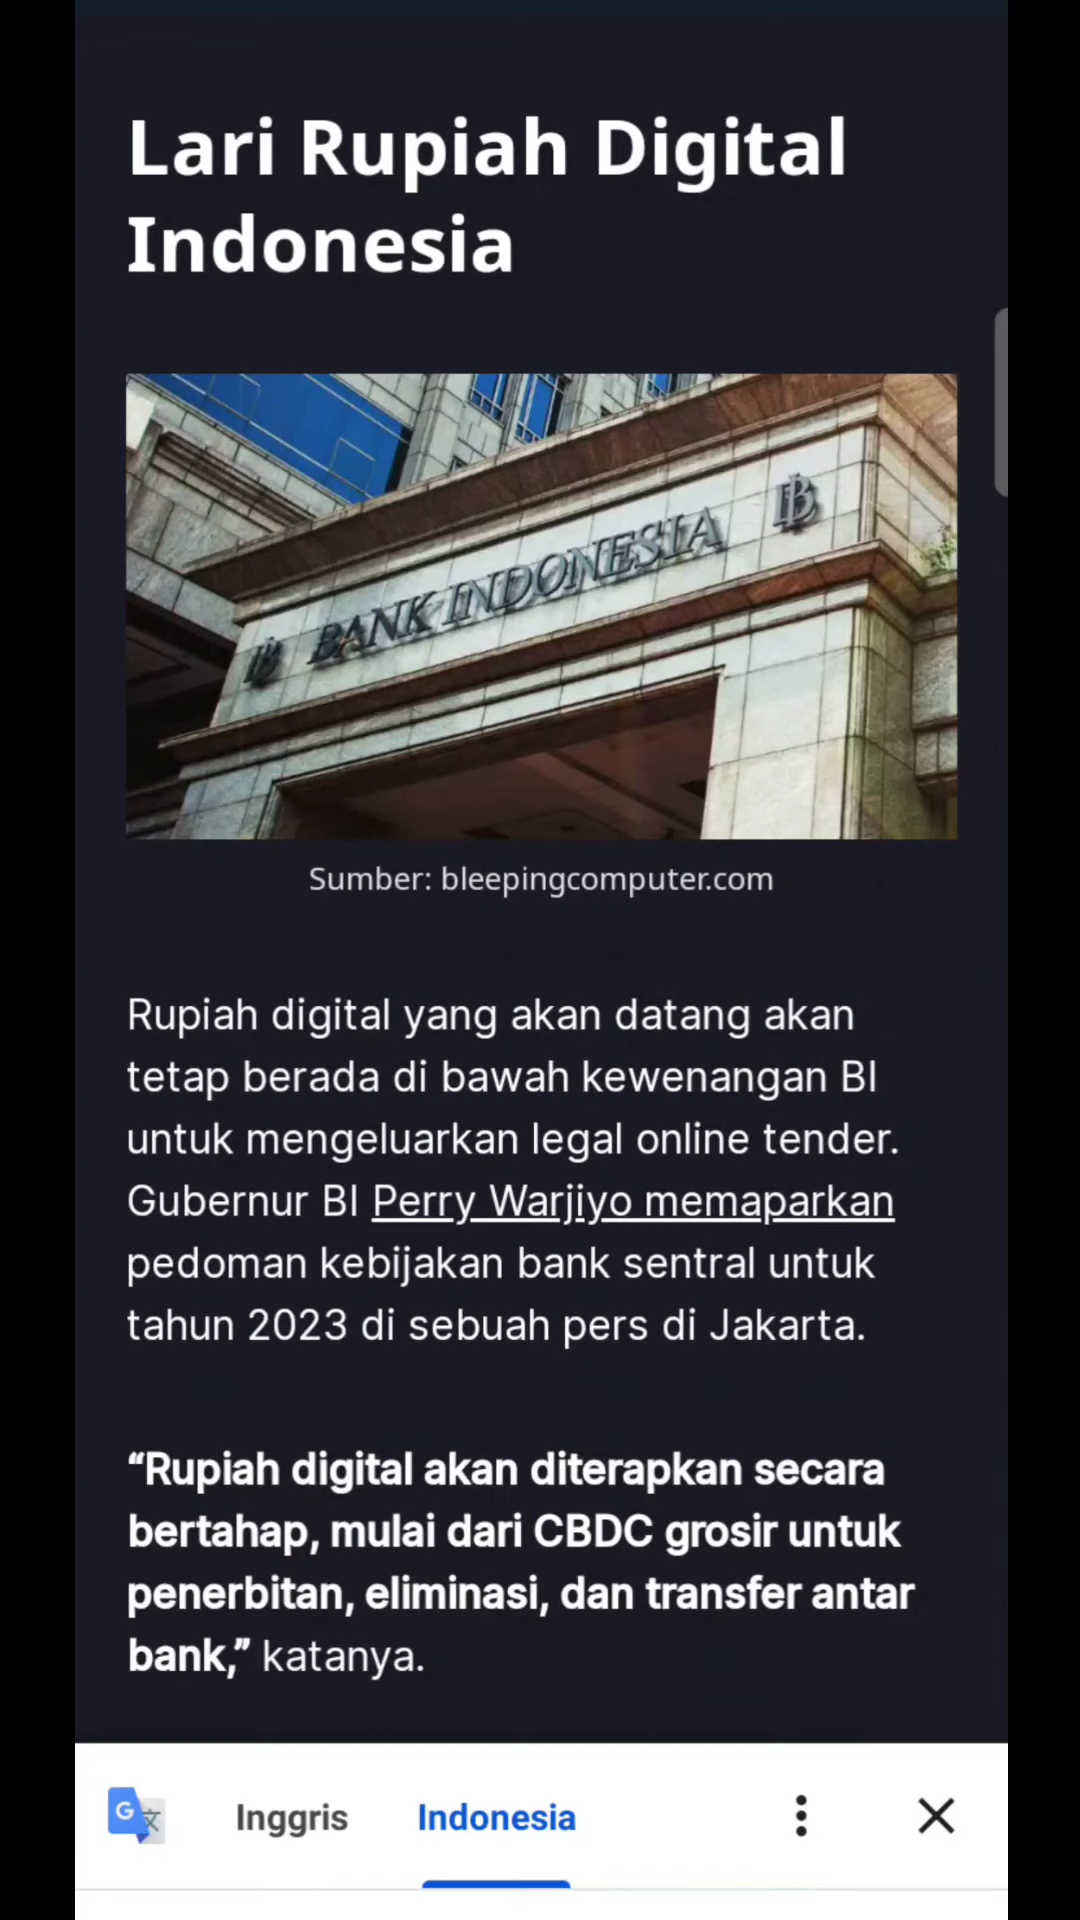 Lari Rupiah Digital
Indonesia
BANK INDONESIA
Sumber: bleepingcomputer.com
Rupiah digital yang akan datang akan
tetap berada di bawah kewenangan BI
untuk mengeluarkan legal online tender.
Gubernur BI Perry Warjiyo memaparkan
pedoman kebijakan bank sentral untuk
tahun 2023 di sebuah pers di Jakarta.
“Rupiah digital akan diterapkan secara
bertahap, mulai dari CBDC grosir untuk
penerbitan, eliminasi, dan transfer antar
bank,” katanya.
Inggris Indonesia